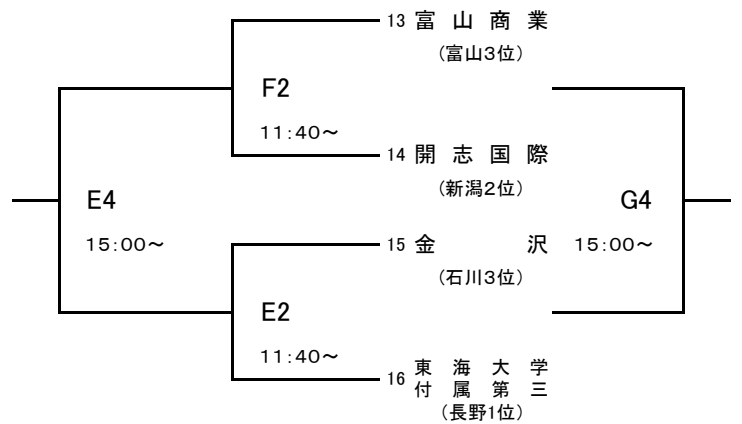 13 富山商業
(富山3位)
F2
11:40～
14 開志国際
(新潟2位)
E4
G4
15:00～
15 金沢
15:00～
(石川3位)
E2
11:40～
16 東海大学
付属第三
(長野1位)